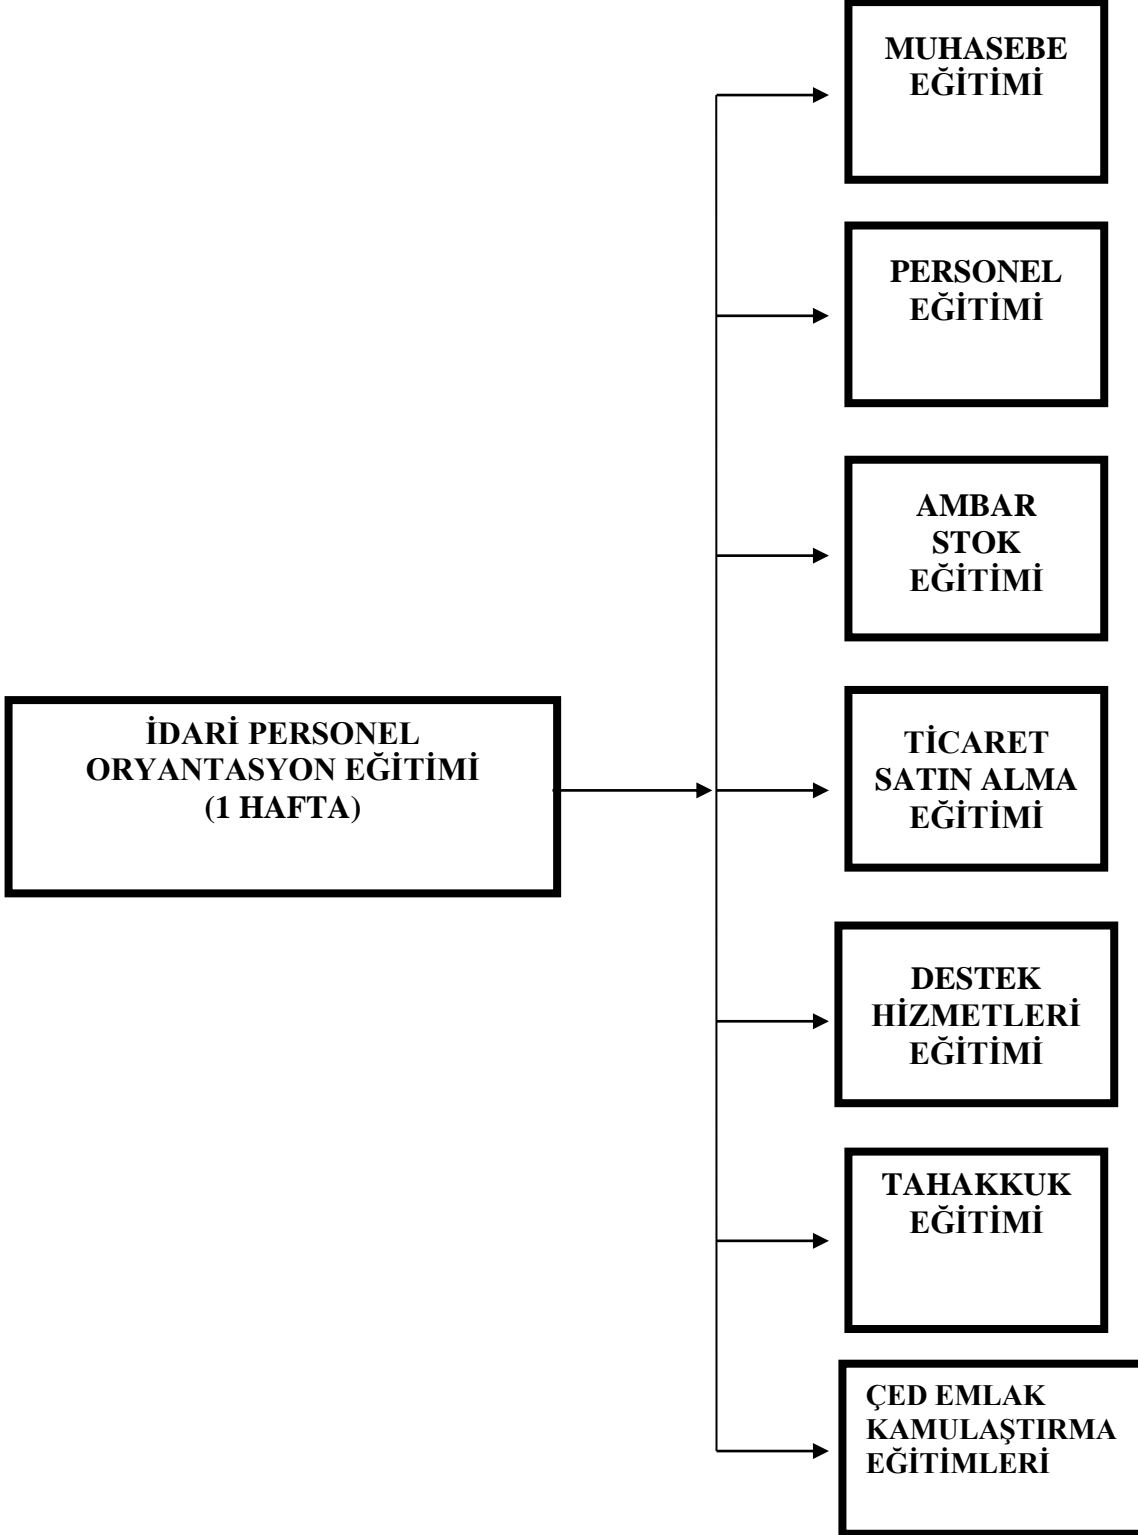 MUHASEBE
EĞİTİMİ
PERSONEL
EĞİTİMİ
AMBAR
STOK
EĞİTİMİ
İDARİ PERSONEL
ORYANTASYON EĞİTİMİ
(1 HAFTA)
TİCARET
SATIN ALMA
EĞİTİMİ
DESTEK
HİZMETLERİ
EĞİTİMİ
TAHAKKUK
EĞİTİMİ
ÇED EMLAK
KAMULAŞTIRMA
EĞİTİMLERİ